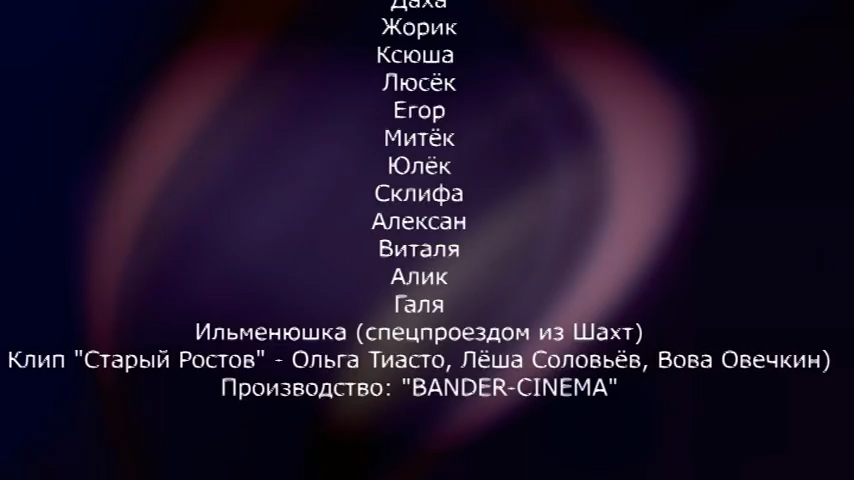 Даха
Жорик
Ксюша
Люсёк
Егор
Митёк
Юлёк
Склифа
Алексан
Виталя
Алик
Галя
Ильменюшка (спецпроездом из Шахт)
Клип "Старый Ростов" - Ольга Тиасто, Лёша Соловьёв, Вова Овечкин)
Производство: "BANDER-CINEMA"